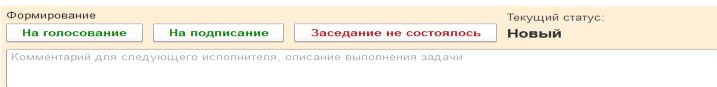 Формирование
На голосование На подписание Заседание не состоялось
Текущий статус:
Новый
Комментарий для следующего исполнителя, описание выполнения задачи